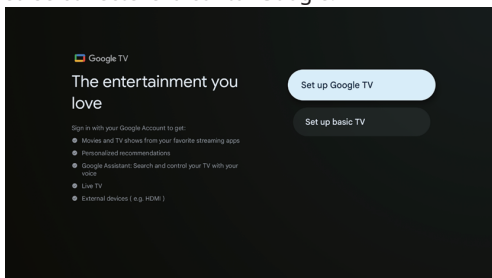 Google TV
The entertainment you
love
Sign in with your Google Account to get:
Movies and TV shows from your favorite streaming apps
Personalized recommendations
Google Assistant: Search and control your TV with your
voice
Live TV
External devices ( e.g. HDMI )
Set up Google TV
Set up basic TV